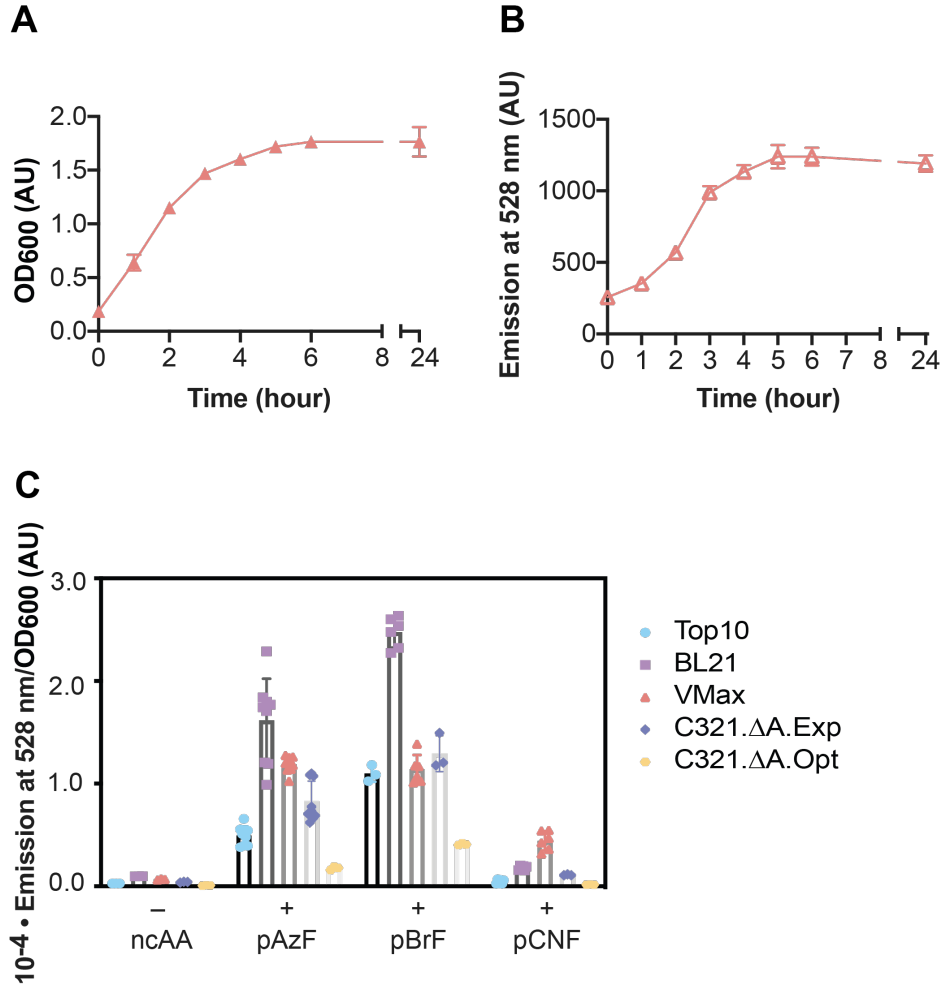 A
OD600 (AU)
2.0
1.5
1.0
0.5
0.0
0 2 4 6 8 24
Time (hour)
B
Emission at 528 nm (AU)
1500
1000
500
0
0 1 2 3 4 5 6 7 8 24
Time (hour)
C
10-4 • Emission at 528 nm/OD600 (AU)
3.0
2.0
1.0
0.0
– + + +
ncAA pAzF pBrF pCNF
Top10
BL21
VMax
C321.ΔA.Exp
C321.ΔA.Opt